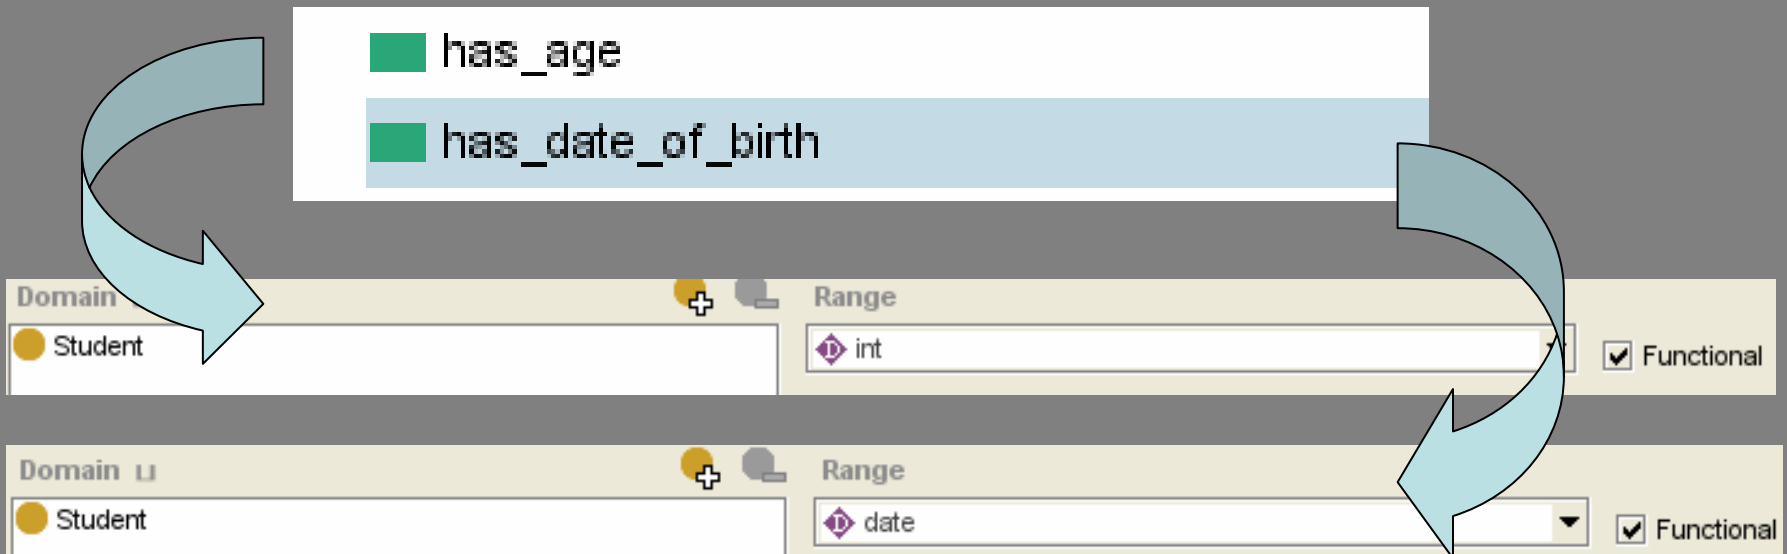 has_age
has_date_of_birth
Domain ⊔ Range
Student int Functional
Domain ⊔ Range
Student date Functional